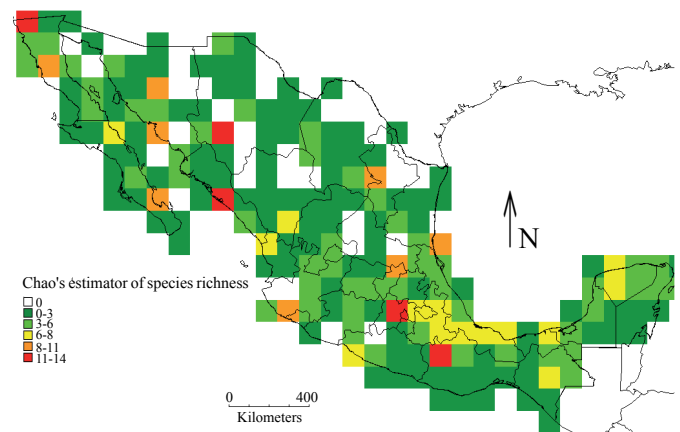 N
Chao's estimator of species richness
0
0-3
3-6
6-8
8-11
11-14
0 400
Kilometers